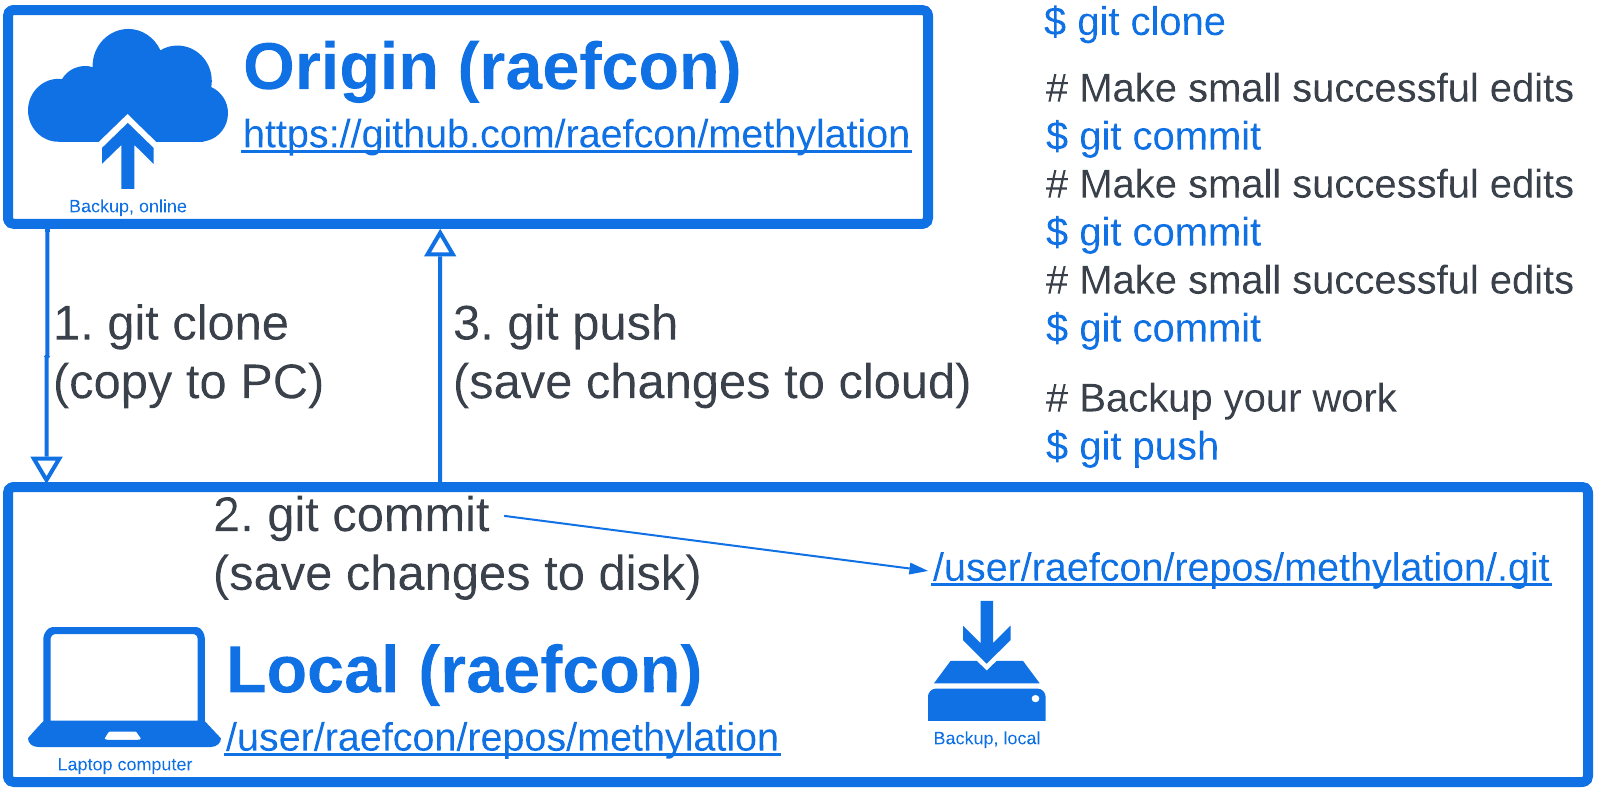 Origin (raefcon)
https://github.com/raefcon/methylation
Backup, online
1. git clone
(copy to PC)
3. git push
(save changes to cloud)
$ git clone
# Make small successful edits
$ git commit
# Make small successful edits
$ git commit
# Make small successful edits
$ git commit
# Backup your work
$ git push
2. git commit
(save changes to disk)
/user/raefcon/repos/methylation/.git
Backup, local
Local (raefcon)
/user/raefcon/repos/methylation
Laptop computer